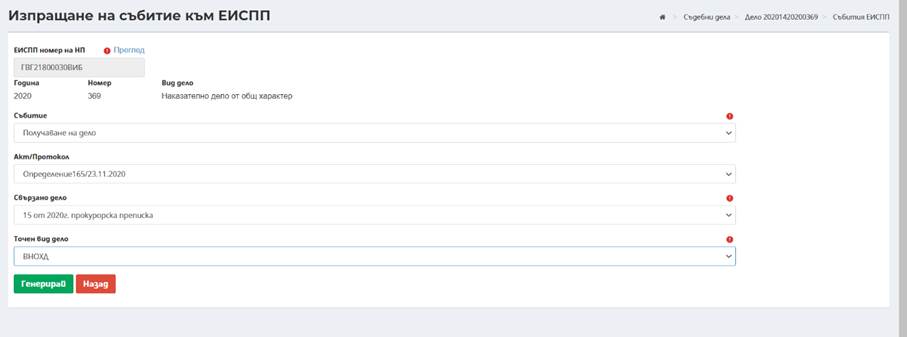 Изпращане на събитие към ЕИСПП
Съдебни дела > Дело 20201420200369 > Събития ЕИСПП
ЕИСПП номер на НП Преглед
ГВГ21800030ВИБ
Година Номер Вид дело
2020 369 Наказателно дело от общ характер
Събитие
Получаване на дело
Акт/Протокол
Определение165/23.11.2020
Свързано дело
15 от 2020г. прокурорска преписка
Точен вид дело
ВНОХД
Генерирай Назад